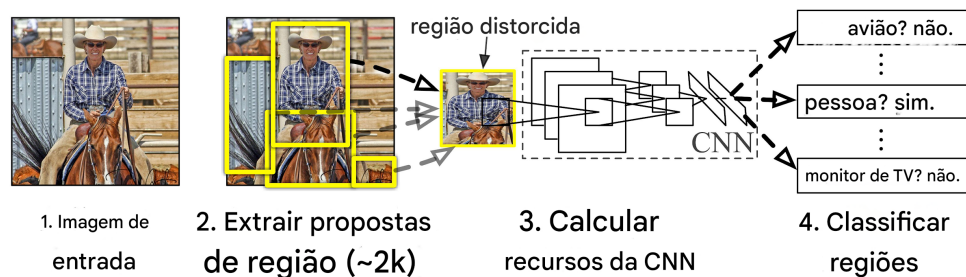 região distorcida
avião? não.
pessoa? sim.
CNN
monitor de TV? não.
1. Imagem de
entrada
2. Extrair propostas
de região (~2k)
3. Calcular
recursos da CNN
4. Classificar
regiões